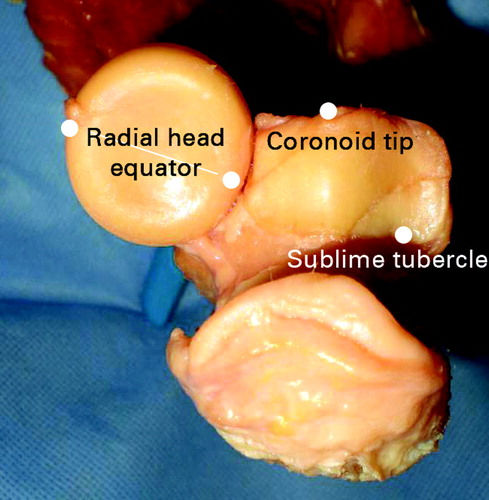 Radial head
equator
Coronoid tip
Sublime tubercle